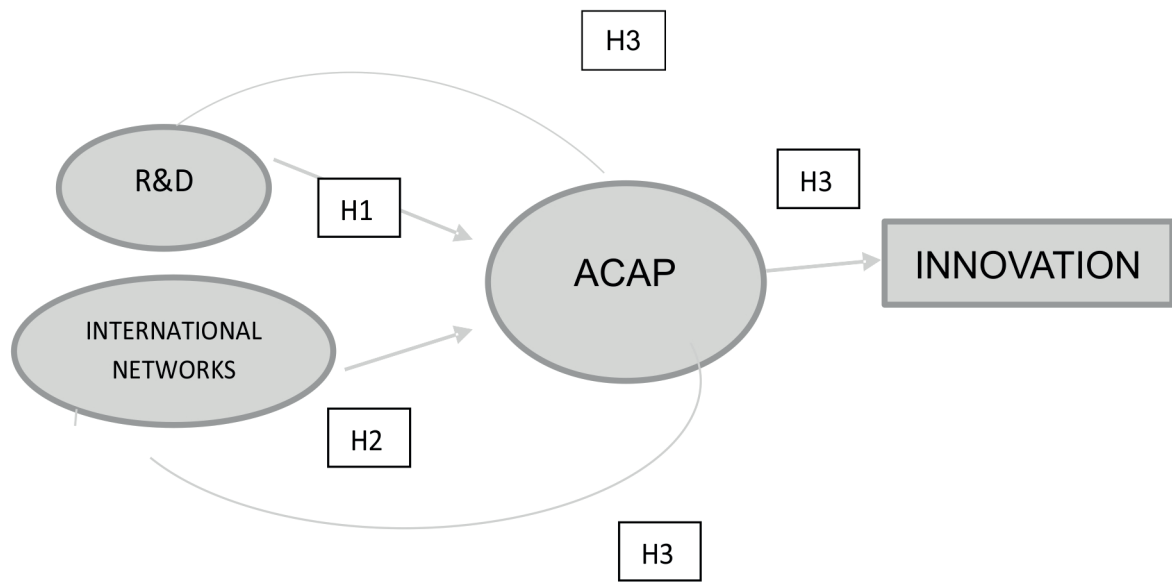 H3
R&D
H3
H1
INNOVATION
ACAP
INTERNATIONAL
NETWORKS
H2
H3